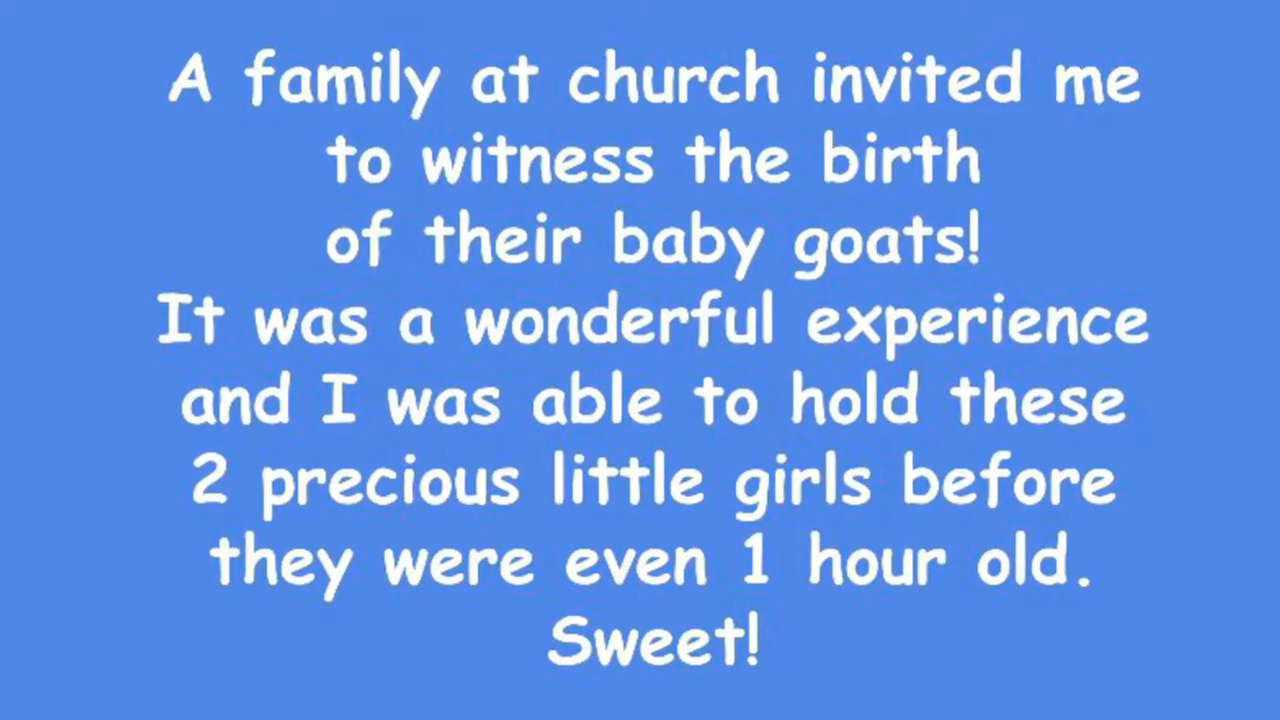 A family at church invited me
to witness the birth
of their baby goats!
It was a wonderful experience
and I was able to hold these
2 precious little girls before
they were even 1 hour old.
Sweet!